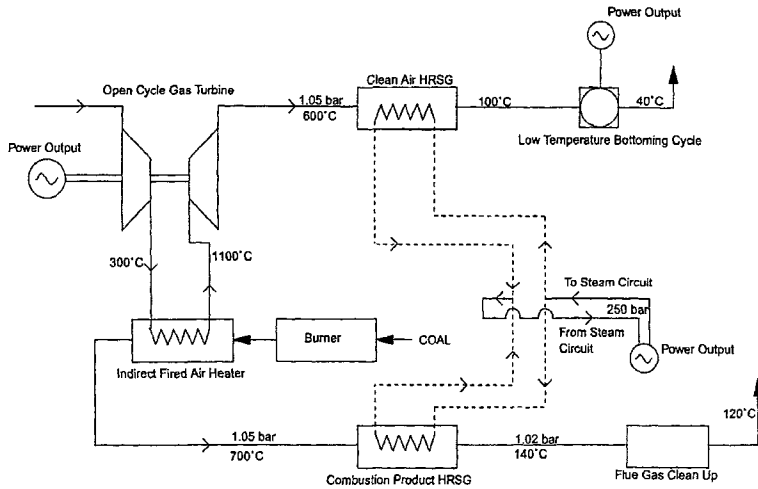 Power Output
Open Cycle Gas Turbine
Clean Air HRSG
1.05 bar
600°C
100°C
40°C
Low Temperature Bottoming Cycle
Power Output
300°C
1100°C
To Steam Circuit
250 bar
From Steam
Circuit
Power Output
Burner
COAL
Indirect Fired Air Heater
1.05 bar
700°C
1.02 bar
140°C
120°C
Combustion Product HRSG
Flue Gas Clean Up